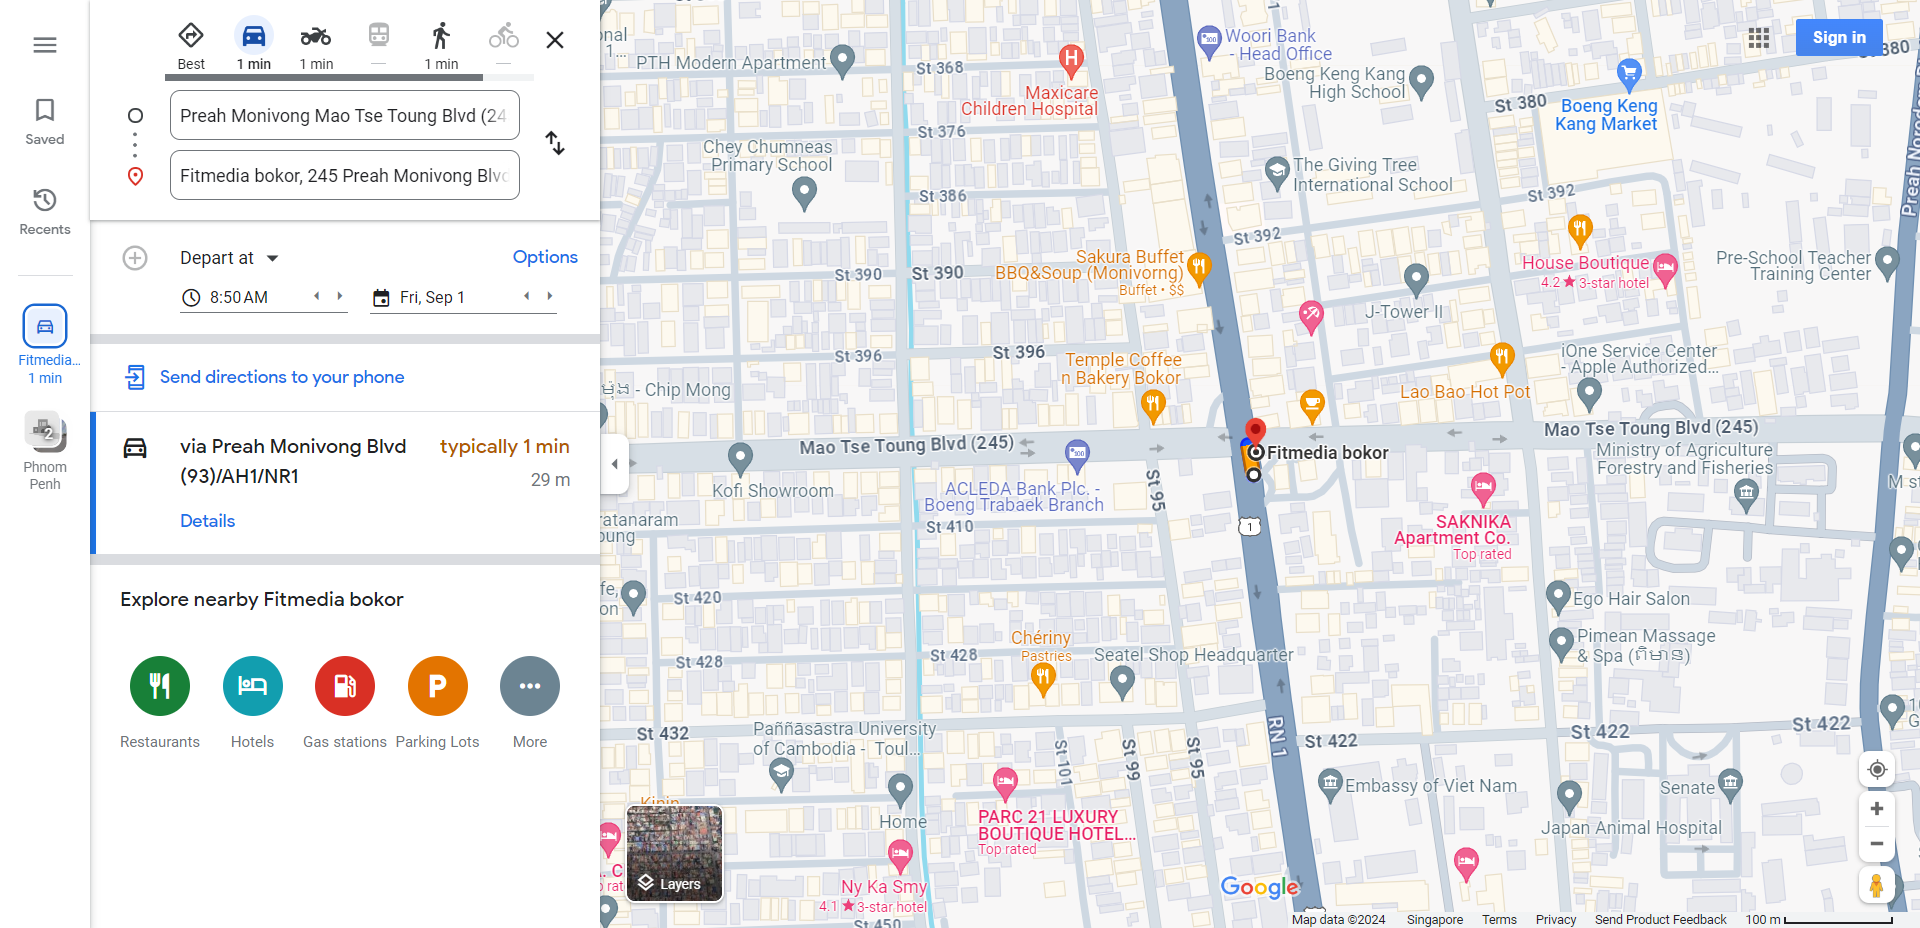 Saved
Recents
Fitmedia...
1 min
2
Phnom
Penh
Best
1 min
1 min
—
1 min
—
Preah Monivong Mao Tse Toung Blvd (24
Fitmedia bokor, 245 Preah Monivong Blvd
Depart at
Options
8:50 AM
Fri, Sep 1
Send directions to your phone
via Preah Monivong Blvd
(93)/AH1/NR1
typically 1 min
29 m
Details
Explore nearby Fitmedia bokor
Restaurants
Hotels
Gas stations
P
Parking Lots
More
Sign in
PTH Modern Apartment
St 368
H
Maxicare
Children Hospital
Woori Bank
- Head Office
Boeng Keng Kang
High School
St 380
380
Boeng Keng
Kang Market
St 376
Chey Chumneas
Primary School
St 386
The Giving Tree
International School
St 392
St 392
St 390
St 390
Sakura Buffet
BBQ&Soup (Monivorng)
Buffet • $$
House Boutique
4.2★3-star hotel
Pre-School Teacher
Training Center
J-Tower II
St 396
St 396
Temple Coffee
n Bakery Bokor
- Chip Mong
iOne Service Center
- Apple Authorized...
Lao Bao Hot Pot
Mao Tse Toung Blvd (245)
Mao Tse Toung Blvd (245)
Fitmedia bokor
Ministry of Agriculture
Forestry and Fisheries
Kofi Showroom
ACLEDA Bank Plc. -
Boeng Trabaek Branch
St 95
M s
SAKNIKA
Apartment Co.
Top rated
ratanaram
oung
St 410
1
St 420
Ego Hair Salon
Pimean Massage
& Spa (ពិមាន)
Chériny
Pastries
St 428
St 428
Seatel Shop Headquarter
St 432
Paññāsāstra University
of Cambodia - Toul...
St 101
St 99
St 95
RN 1
St 422
St 422
St 422
Embassy of Viet Nam
Senate
Japan Animal Hospital
Kinin
Home
PARC 21 LUXURY
BOUTIQUE HOTEL...
Top rated
Ny Ka Smy
4.1★3-star hotel
St 450
Layers
Google
Map data ©2024
Singapore
Terms
Privacy
Send Product Feedback
100 m